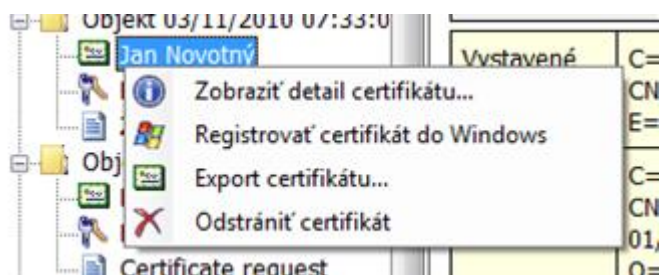 Objekt 03/11/2010 07:33:0
Jan Novotný
Vystavené
C=
CN
E=
Zobraziť detail certifikátu...
Registrovať certifikát do Windows
Export certifikátu...
Odstrániť certifikát
Obj
C=
CN
01,
O=
Certificate request